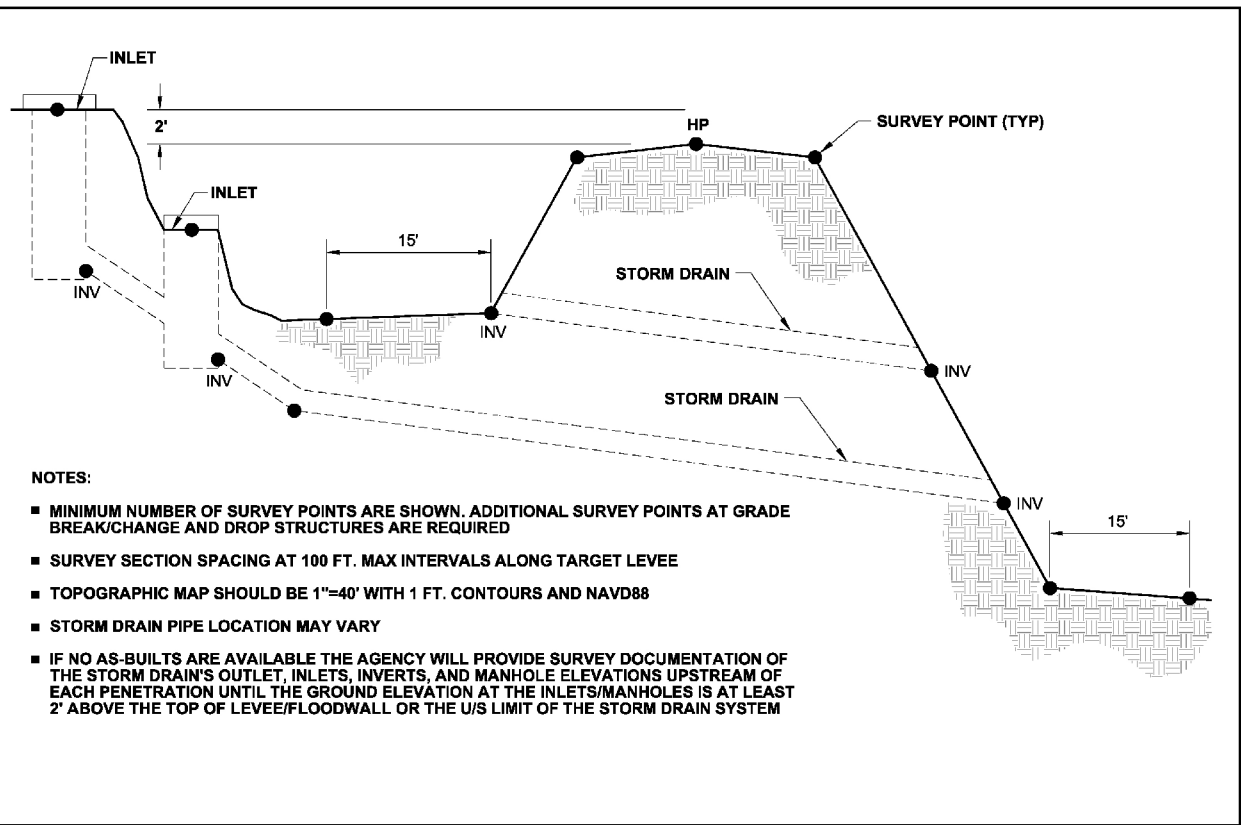 INLET
2'
HP
SURVEY POINT (TYP)
INLET
15'
STORM DRAIN
INV
INV
INV
INV
STORM DRAIN
INV
15'
NOTES:
■ MINIMUM NUMBER OF SURVEY POINTS ARE SHOWN. ADDITIONAL SURVEY POINTS AT GRADE
BREAK/CHANGE AND DROP STRUCTURES ARE REQUIRED
■ SURVEY SECTION SPACING AT 100 FT. MAX INTERVALS ALONG TARGET LEVEE
■ TOPOGRAPHIC MAP SHOULD BE 1"=40' WITH 1 FT. CONTOURS AND NAVD88
■ STORM DRAIN PIPE LOCATION MAY VARY
■ IF NO AS-BUILTS ARE AVAILABLE THE AGENCY WILL PROVIDE SURVEY DOCUMENTATION OF
THE STORM DRAIN'S OUTLET, INLETS, INVERTS, AND MANHOLE ELEVATIONS UPSTREAM OF
EACH PENETRATION UNTIL THE GROUND ELEVATION AT THE INLETS/MANHOLES IS AT LEAST
2' ABOVE THE TOP OF LEVEE/FLOODWALL OR THE U/S LIMIT OF THE STORM DRAIN SYSTEM